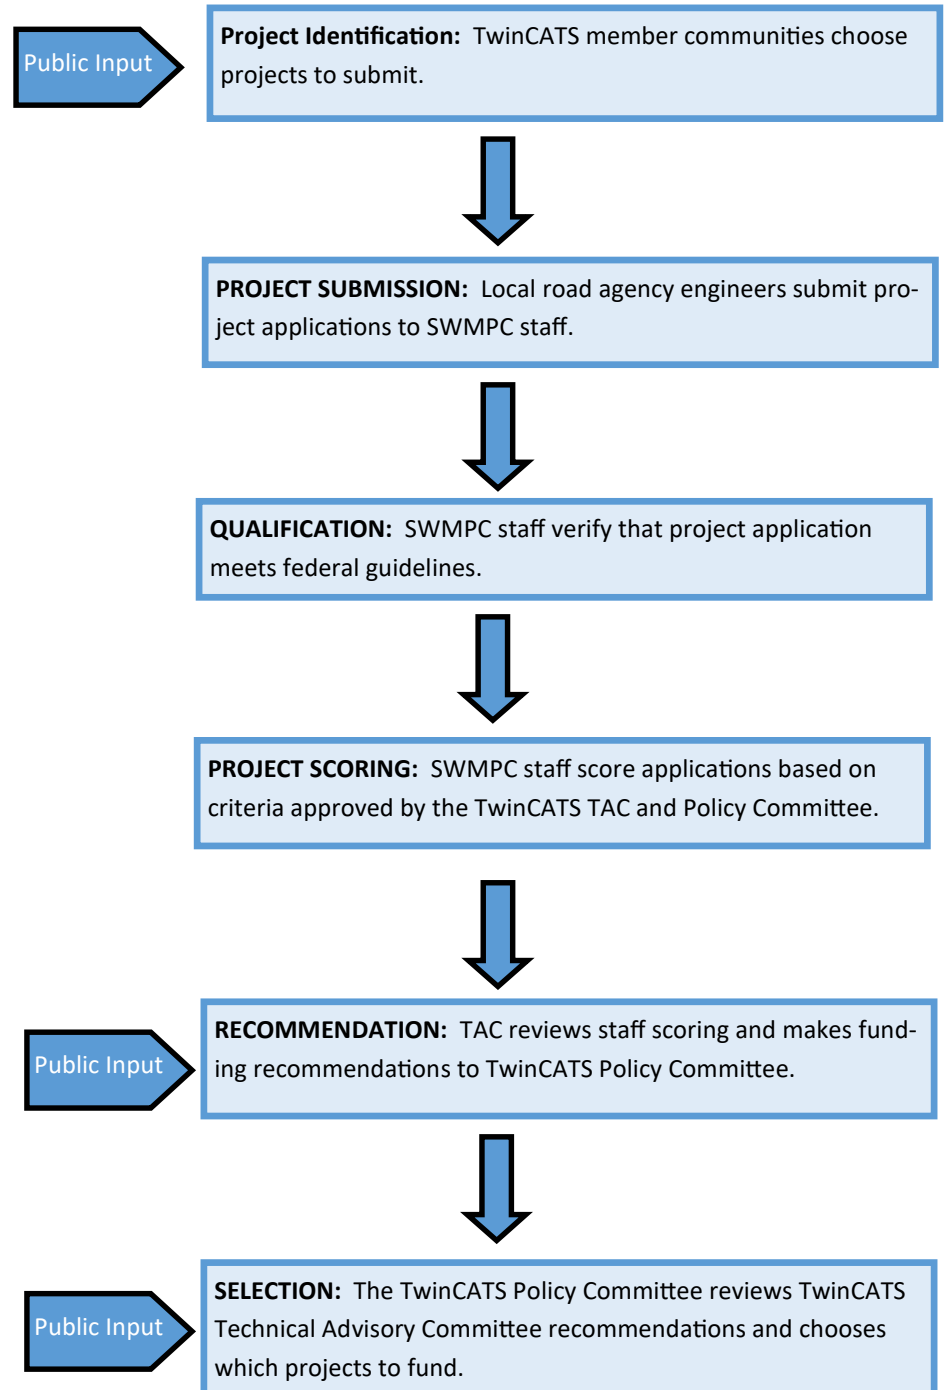 Public Input
Project Identification: TwinCATS member communities choose
projects to submit.
PROJECT SUBMISSION: Local road agency engineers submit pro-
ject applications to SWMPC staff.
QUALIFICATION: SWMPC staff verify that project application
meets federal guidelines.
PROJECT SCORING: SWMPC staff score applications based on
criteria approved by the TwinCATS TAC and Policy Committee.
Public Input
RECOMMENDATION: TAC reviews staff scoring and makes fund-
ing recommendations to TwinCATS Policy Committee.
Public Input
SELECTION: The TwinCATS Policy Committee reviews TwinCATS
Technical Advisory Committee recommendations and chooses
which projects to fund.